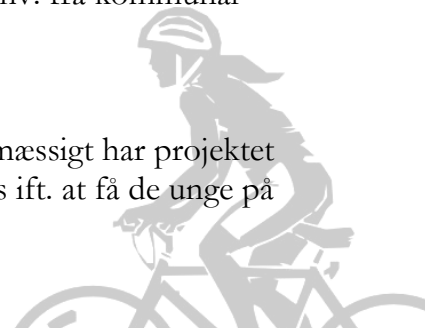 mæssigt har projektet
s ift. at få de unge på